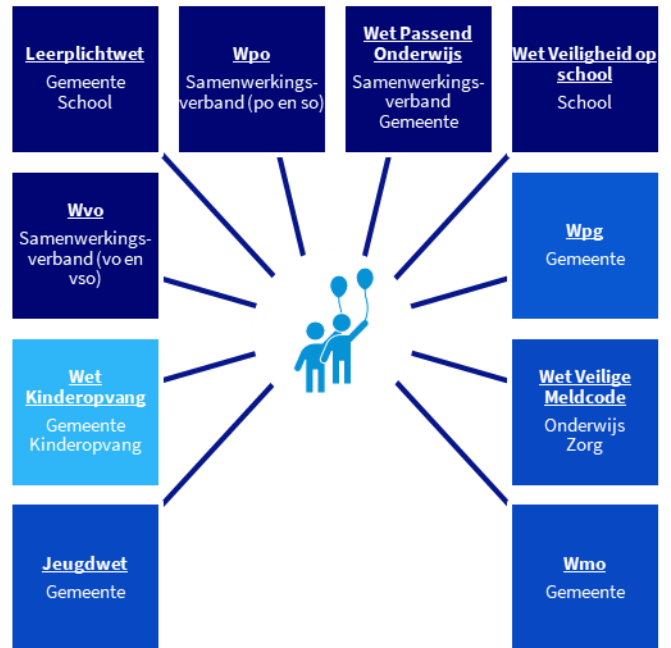 Leerplichtwet
Gemeente
School
Wpo
Samenwerkings-
verband (po en so)
Wet Passend
Onderwijs
Samenwerkings-
verband
Gemeente
Wet Veiligheid op
school
School
Wvo
Samenwerkings-
verband (vo en
vso)
Wpg
Gemeente
Wet
Kinderopvang
Gemeente
Kinderopvang
Wet Veilige
Meldcode
Onderwijs
Zorg
Jeugdwet
Gemeente
Wmo
Gemeente